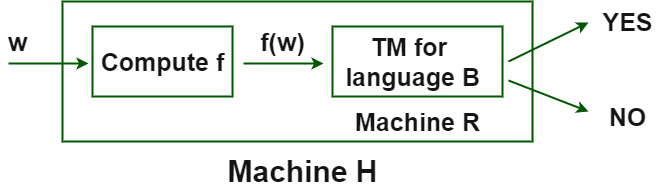 w
Compute f
f(w)
TM for
language B
Machine R
YES
NO
Machine H